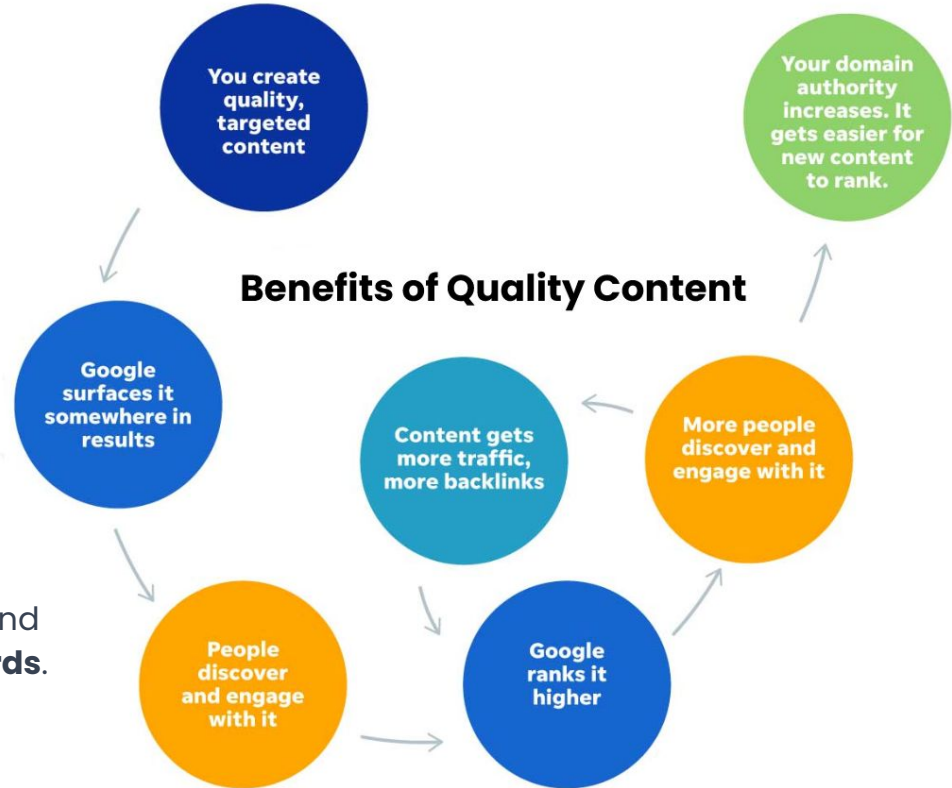 You create
quality,
targeted
content
Your domain
authority
increases. It
gets easier for
new content
to rank.
Benefits of Quality Content
Google
surfaces it
somewhere in
results
Content gets
more traffic,
more backlinks
More people
discover and
engage with it
nd
rds.
People
discover
and engage
with it
Google
ranks it
higher